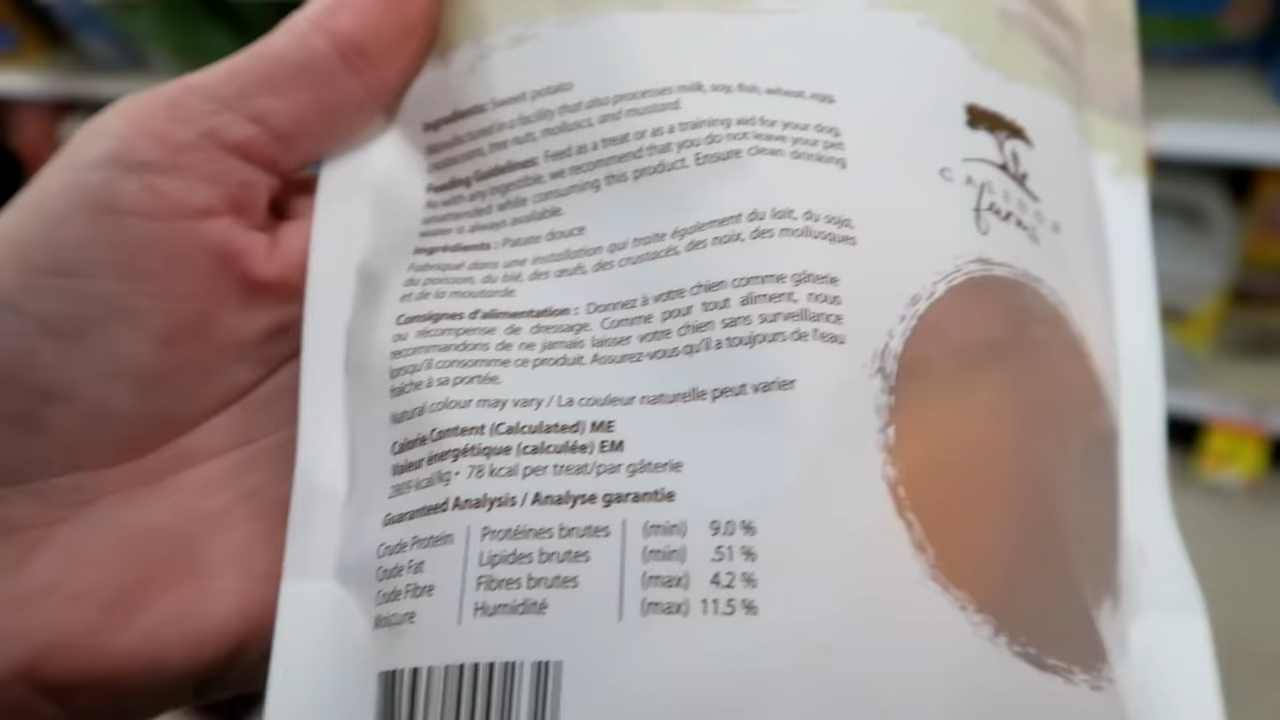 Ingredients: Sweet potato
Manufactured in a facility that also processes milk, soy, fish, wheat, egg,
tree nuts, molluscs, and mustard.
Feeding Guidelines: Feed as a treat or as a training aid for your dog.
As with any ingestible, we recommend that you do not leave your pet
while consuming this product. Ensure clean drinking
water is always available.
Ingrédients : Patate douce
Fabriqué dans une installation qui traite également du lait, du soja,
du poisson, du blé, des œufs, des crustacés, des noix, des mollusques
et de la moutarde.
Consignes d'alimentation : Donnez à votre chien comme gâterie
ou récompense de dressage. Comme pour tout aliment, nous
recommandons de ne jamais laisser votre chien sans surveillance
lorsqu'il consomme ce produit. Assurez-vous qu'il a toujours de l'eau
fraîche à sa portée.
Natural colour may vary / La couleur naturelle peut varier
Calorie Content (Calculated) ME
Valeur énergétique (calculée) EM
kcal/kg • 78 kcal per treat/par gâterie
Guaranteed Analysis / Analyse garantie
Crude Protein Protéines brutes (min) 9.0 %
Crude Fat Lipides brutes (min) .51 %
Crude Fibre Fibres brutes (max) 4.2 %
Moisture Humidité (max) 11.5 %
farms